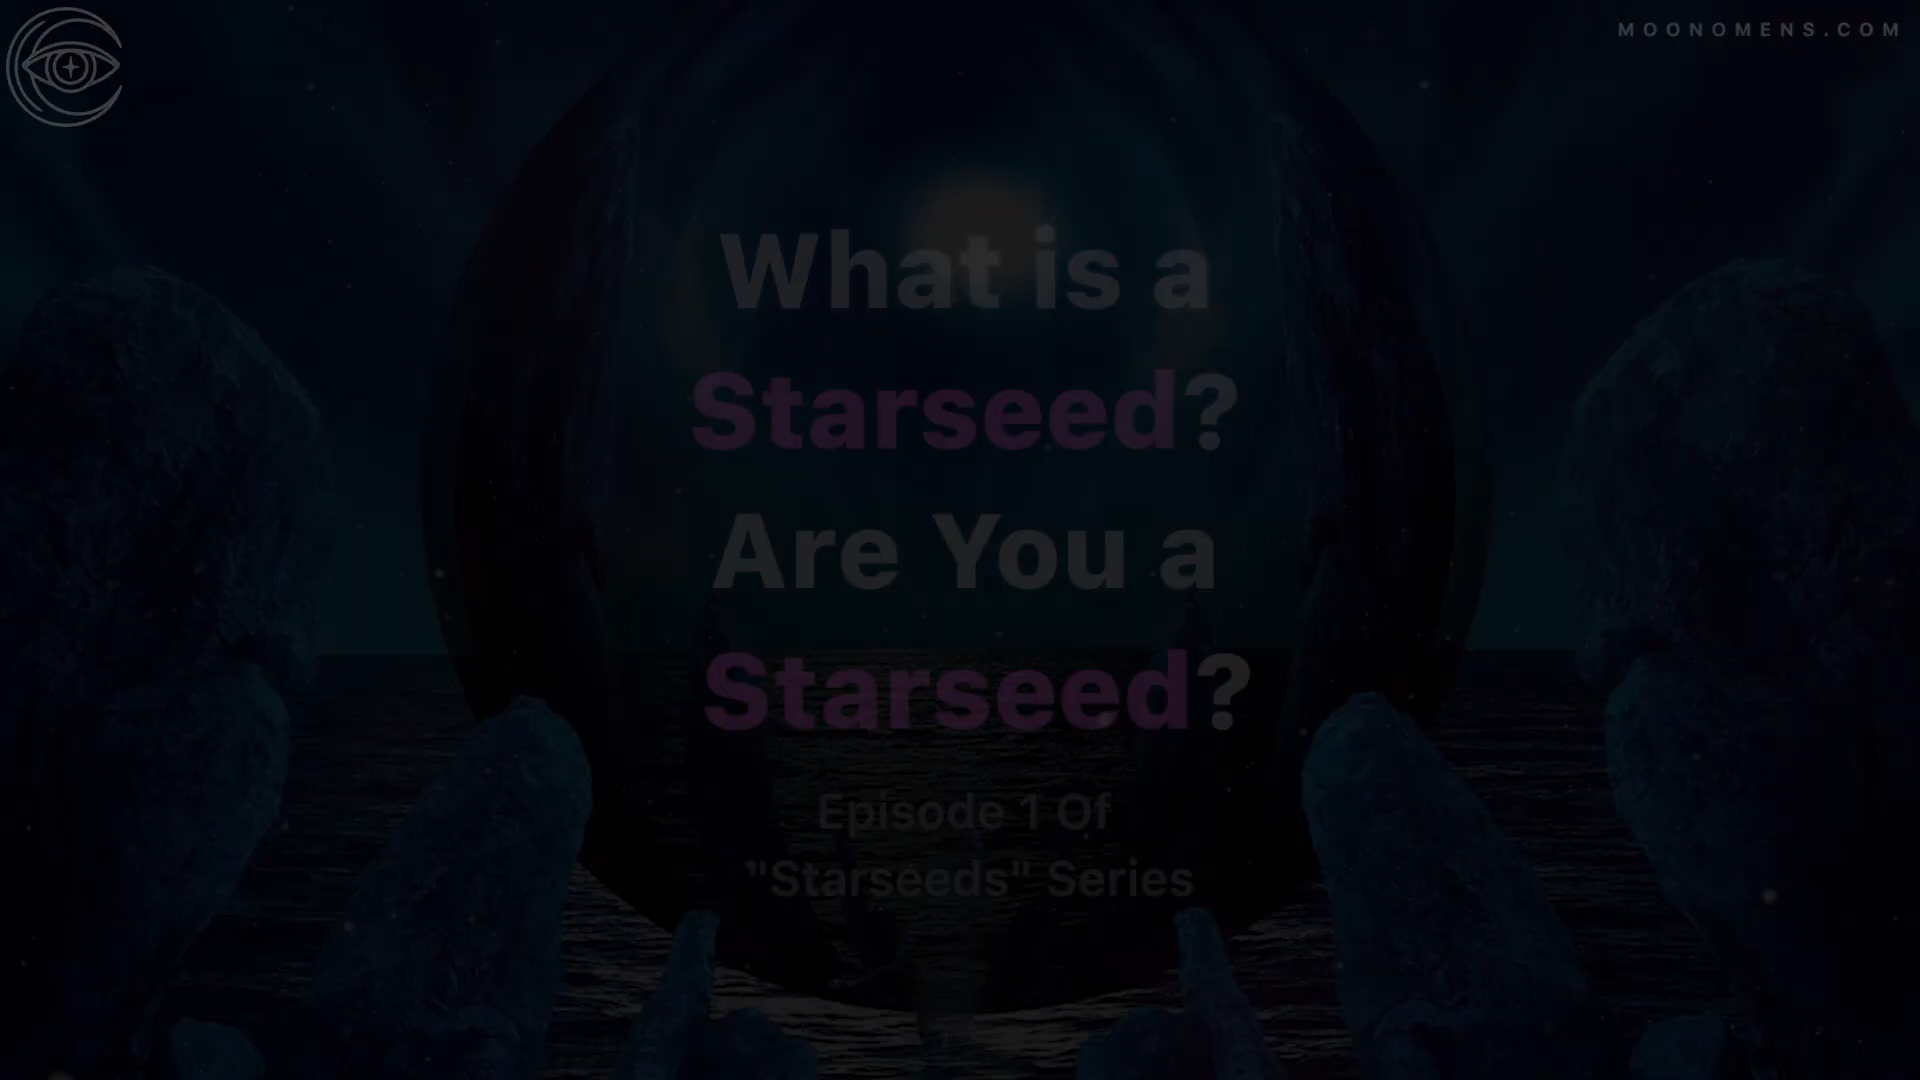 MOONOMENS.COM
What is a
Starseed?
Are You a
Starseed?
Episode 1 Of
"Starseeds" Series